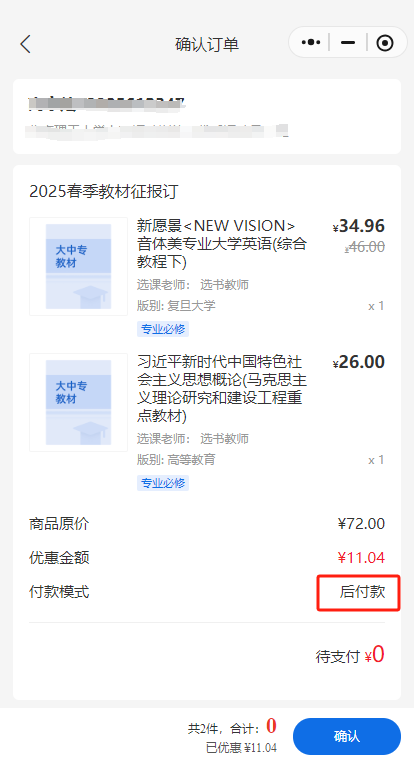 确认订单
2025春季教材征报订
大中专
教材
新愿景<NEW VISION>
音体美专业大学英语(综合
教程下)
¥34.96
¥46.00
选课老师： 选书教师
版别: 复旦大学
x 1
专业必修
大中专
教材
习近平新时代中国特色社
会主义思想概论(马克思主
义理论研究和建设工程重
点教材)
¥26.00
选课老师： 选书教师
版别: 高等教育
x 1
专业必修
商品原价 ¥72.00
优惠金额 ¥11.04
付款模式 后付款
待支付 ¥0
共2件，合计：0
已优惠 ¥11.04
确认